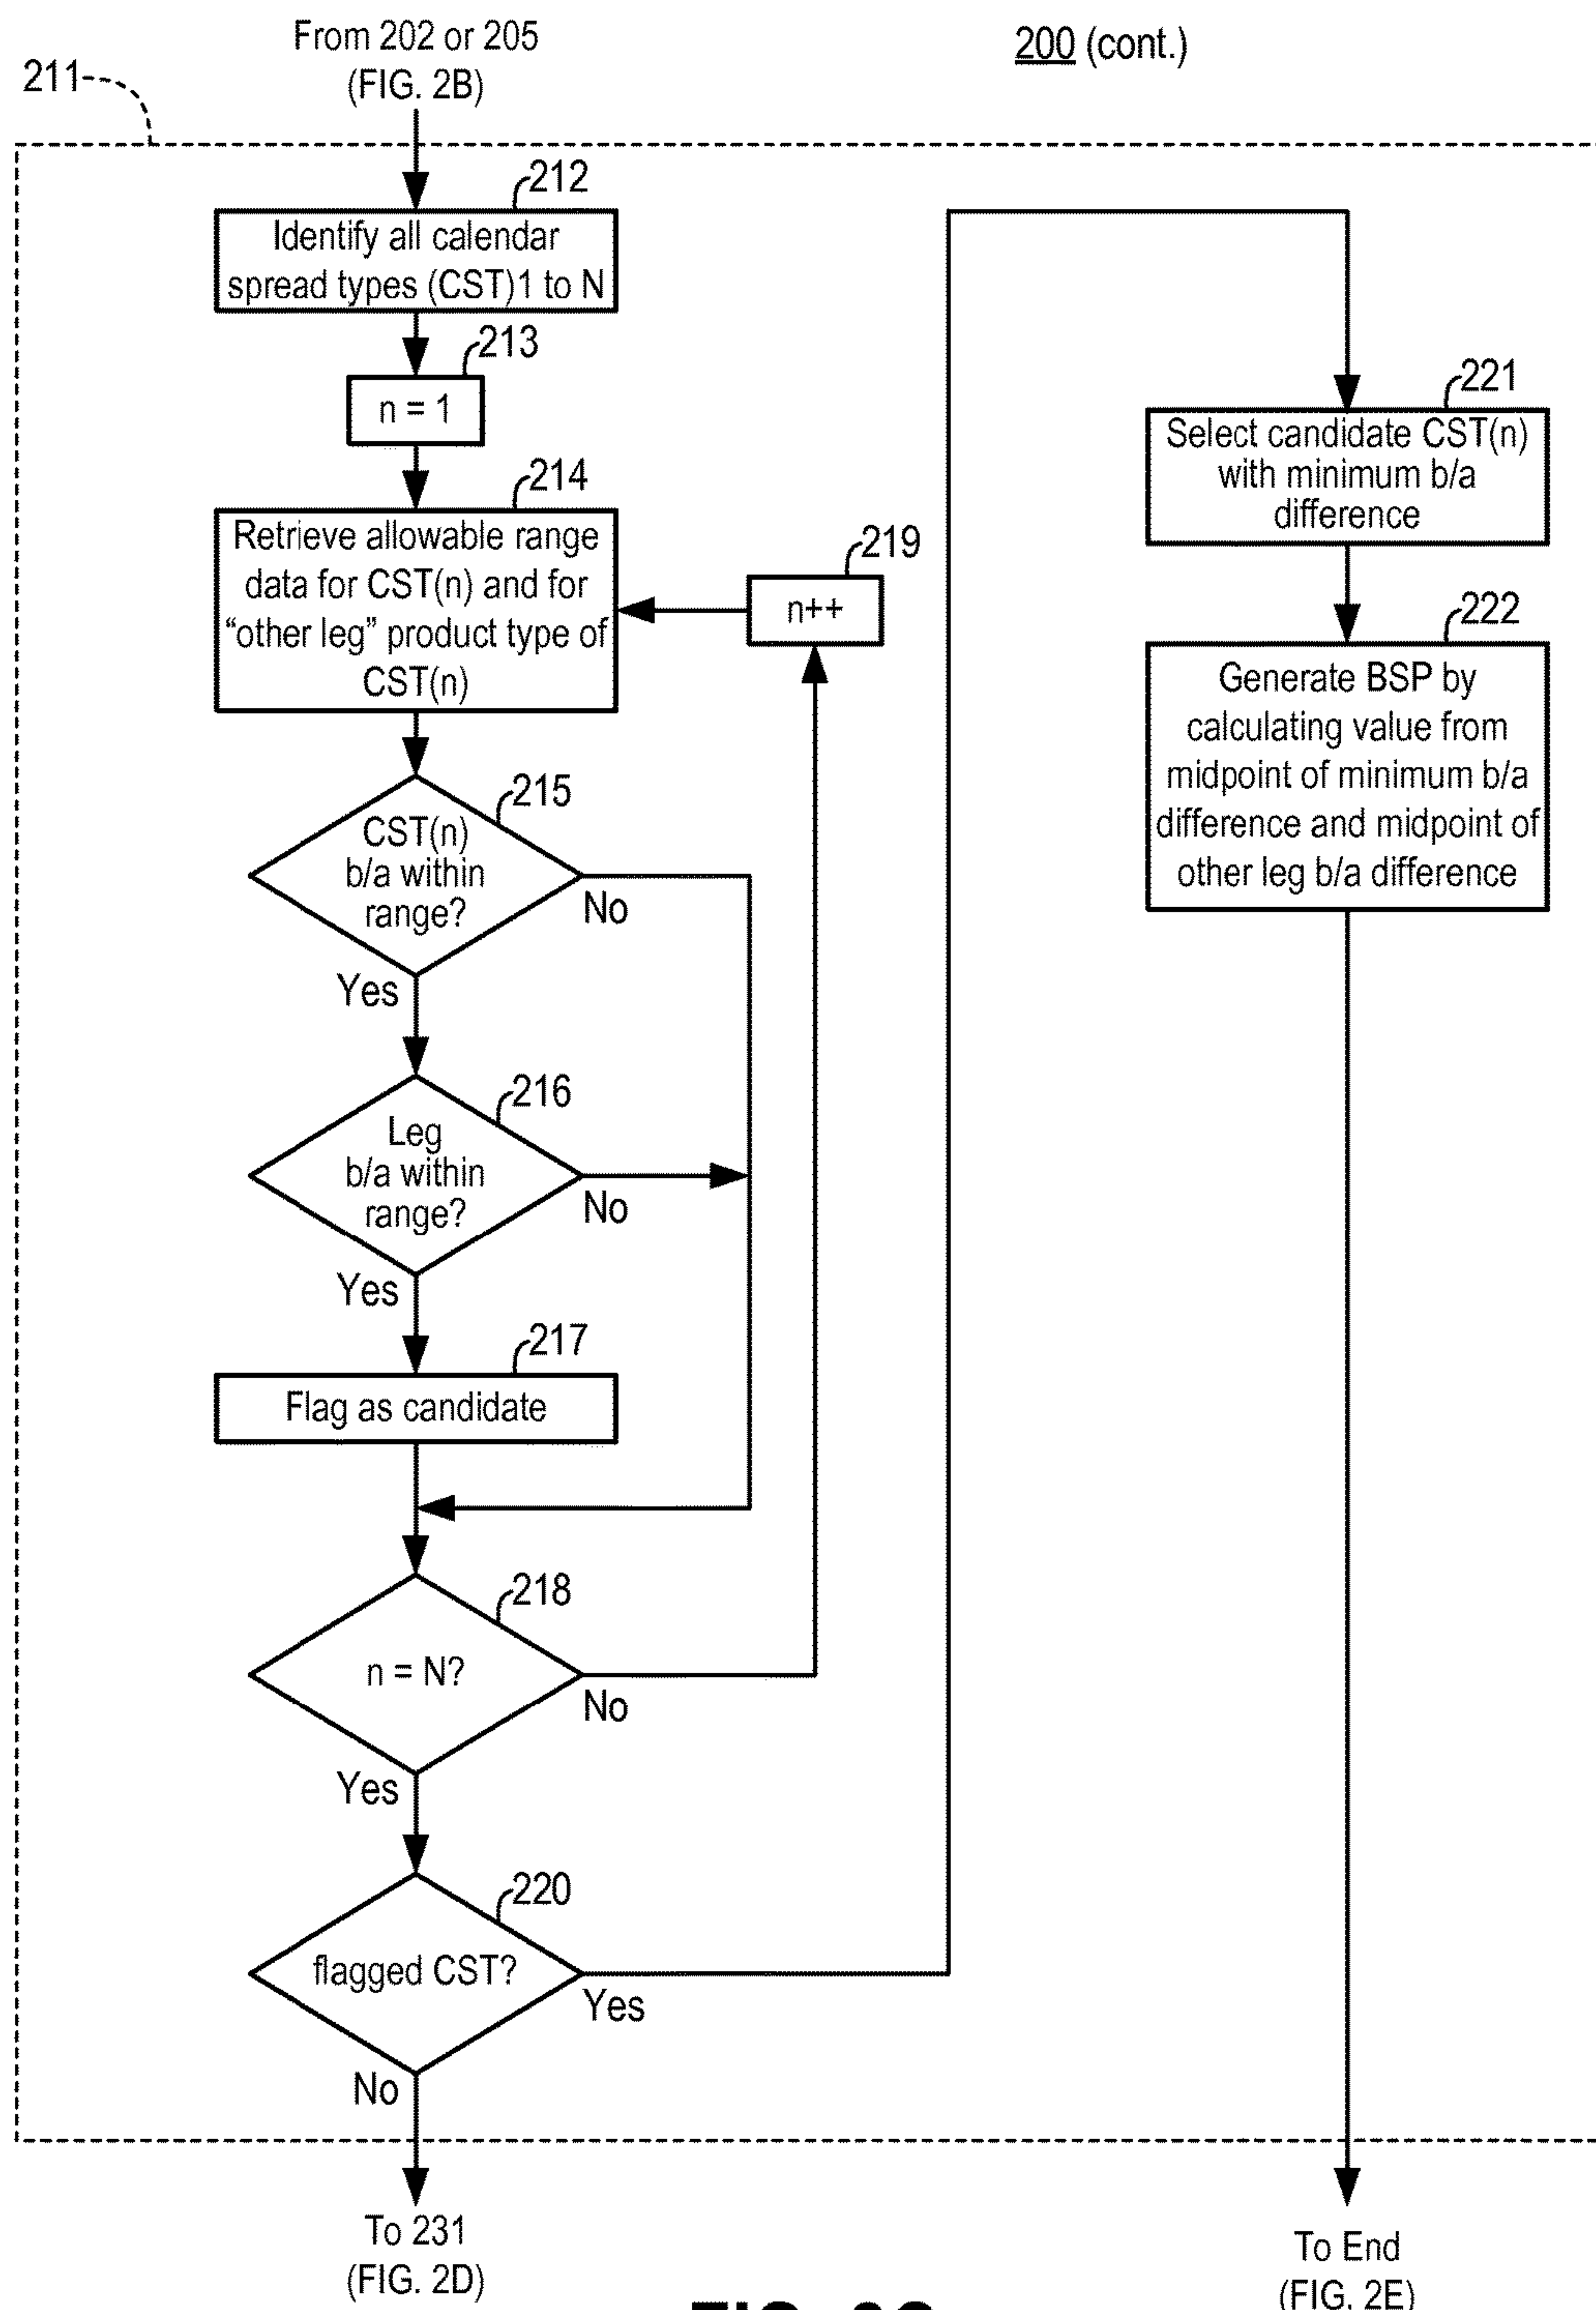 From 202 or 205
(FIG. 2B)
200 (cont.)
211
212
Identify all calendar
spread types (CST)1 to N
213
n = 1
214
Retrieve allowable range
data for CST(n) and for
“other leg” product type of
CST(n)
219
n++
215
CST(n)
b/a within
range?
No
Yes
216
Leg
b/a within
range?
No
Yes
217
Flag as candidate
218
n = N?
No
Yes
220
flagged CST?
Yes
No
To 231
(FIG. 2D)
221
Select candidate CST(n)
with minimum b/a
difference
222
Generate BSP by
calculating value from
midpoint of minimum b/a
difference and midpoint of
other leg b/a difference
To End
(FIG. 2E)